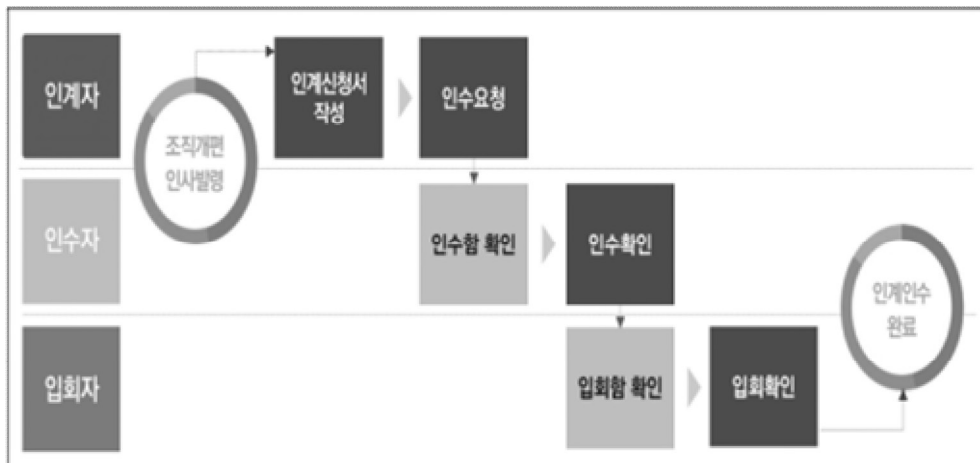 인계자
조직개편
인사발령
인계신청서
작성
인수요청
인수자
인수함 확인
인수확인
인계인수
완료
입회자
입회함 확인
입회확인